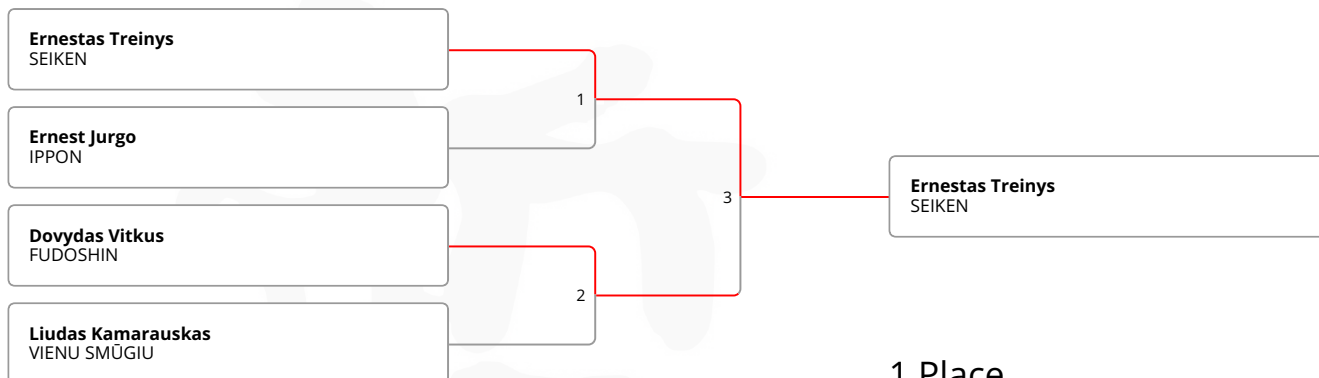 Ernestas Treinys
SEIKEN
Ernest Jurgo
IPPON
Dovydas Vitkus
FUDOSHIN
Liudas Kamarauskas
VIENU SMŪGIU
1
2
3
Ernestas Treinys
SEIKEN
1 Place